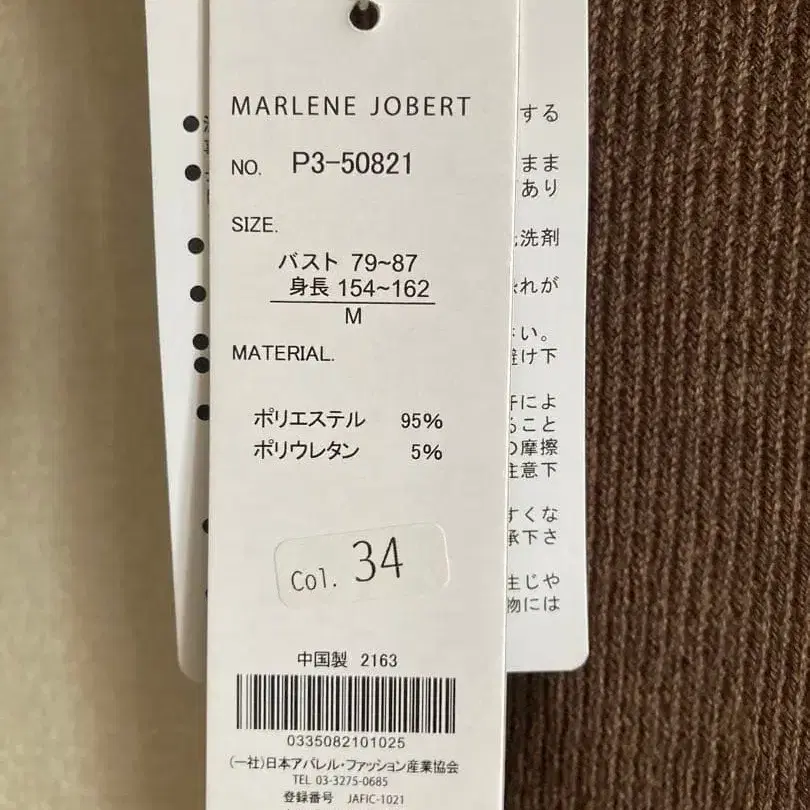 MARLENE JOBERT
NO. P3-50821
SIZE.
バスト 79~87
身長 154~162
M
MATERIAL.
ポリエステル 95%
ポリウレタン 5%
Col. 34
中国製 2163
0335082101025
(一社)日本アパレル・ファッション産業協会
TEL 03-3275-0685
登録番号 JAFIC-1021
する
まま
あり
洗剤
れが
い。
避け下
によ
ること
の摩擦
注意下
すくな
承下さ
生じや
物には